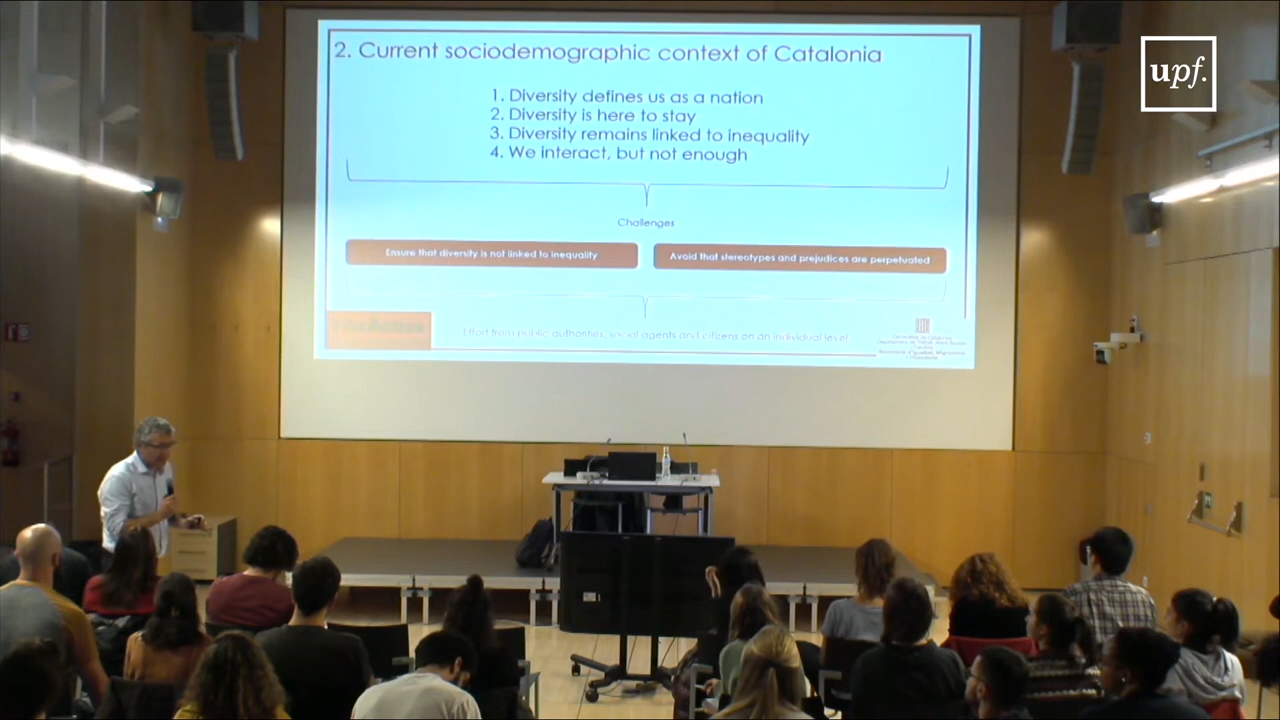 2. Current sociodemographic context of Catalonia
upf.
1. Diversity defines us as a nation
2. Diversity is here to stay
3. Diversity remains linked to inequality
4. We interact, but not enough
Challenges
Ensure that diversity is not linked to inequality
Avoid that stereotypes and prejudices are perpetuated
Effort from public authorities, social agents and citizens on an individual level
Generalitat de Catalunya